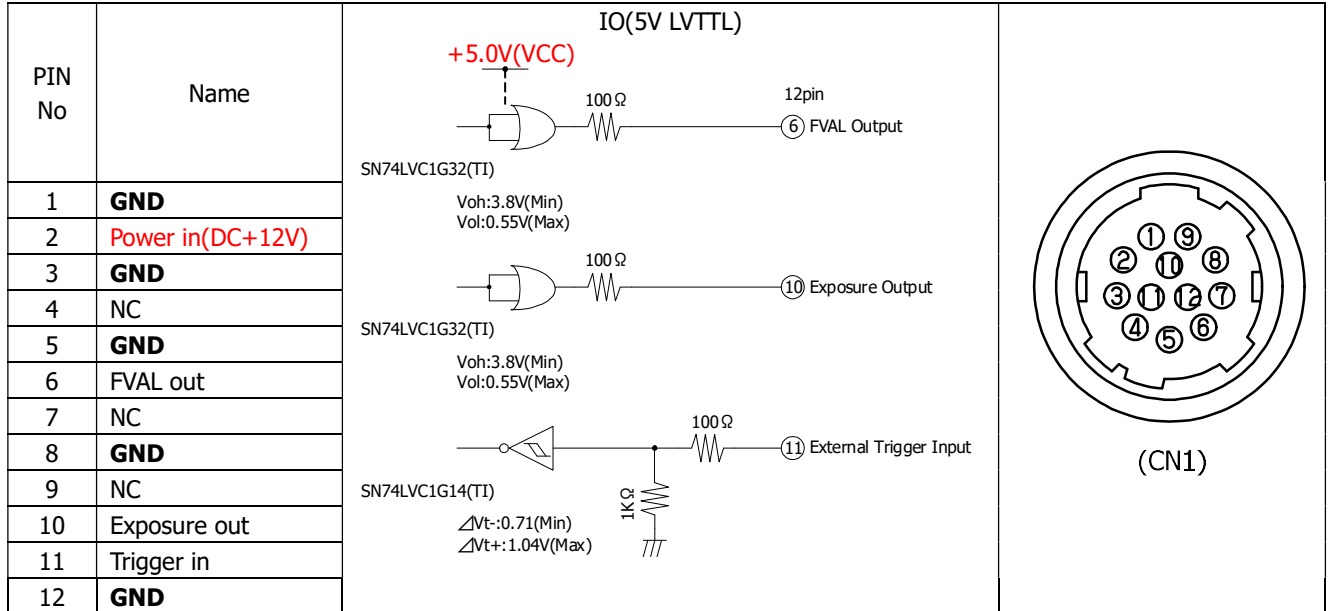 PIN No
Name
IO(5V LVTTL)
+5.0V(VCC)
100Ω
12pin
6 FVAL Output
SN74LVC1G32(TI)
Voh:3.8V(Min)
Vol:0.55V(Max)
100Ω
10 Exposure Output
SN74LVC1G32(TI)
Voh:3.8V(Min)
Vol:0.55V(Max)
100Ω
11 External Trigger Input
SN74LVC1G14(TI)
1KΩ
⊿Vt-:0.71(Min)
⊿Vt+:1.04V(Max)
1 GND
2 Power in(DC+12V)
3 GND
4 NC
5 GND
6 FVAL out
7 NC
8 GND
9 NC
10 Exposure out
11 Trigger in
12 GND
1 9
2 10 8
3 11 12 7
4 5 6
(CN1)